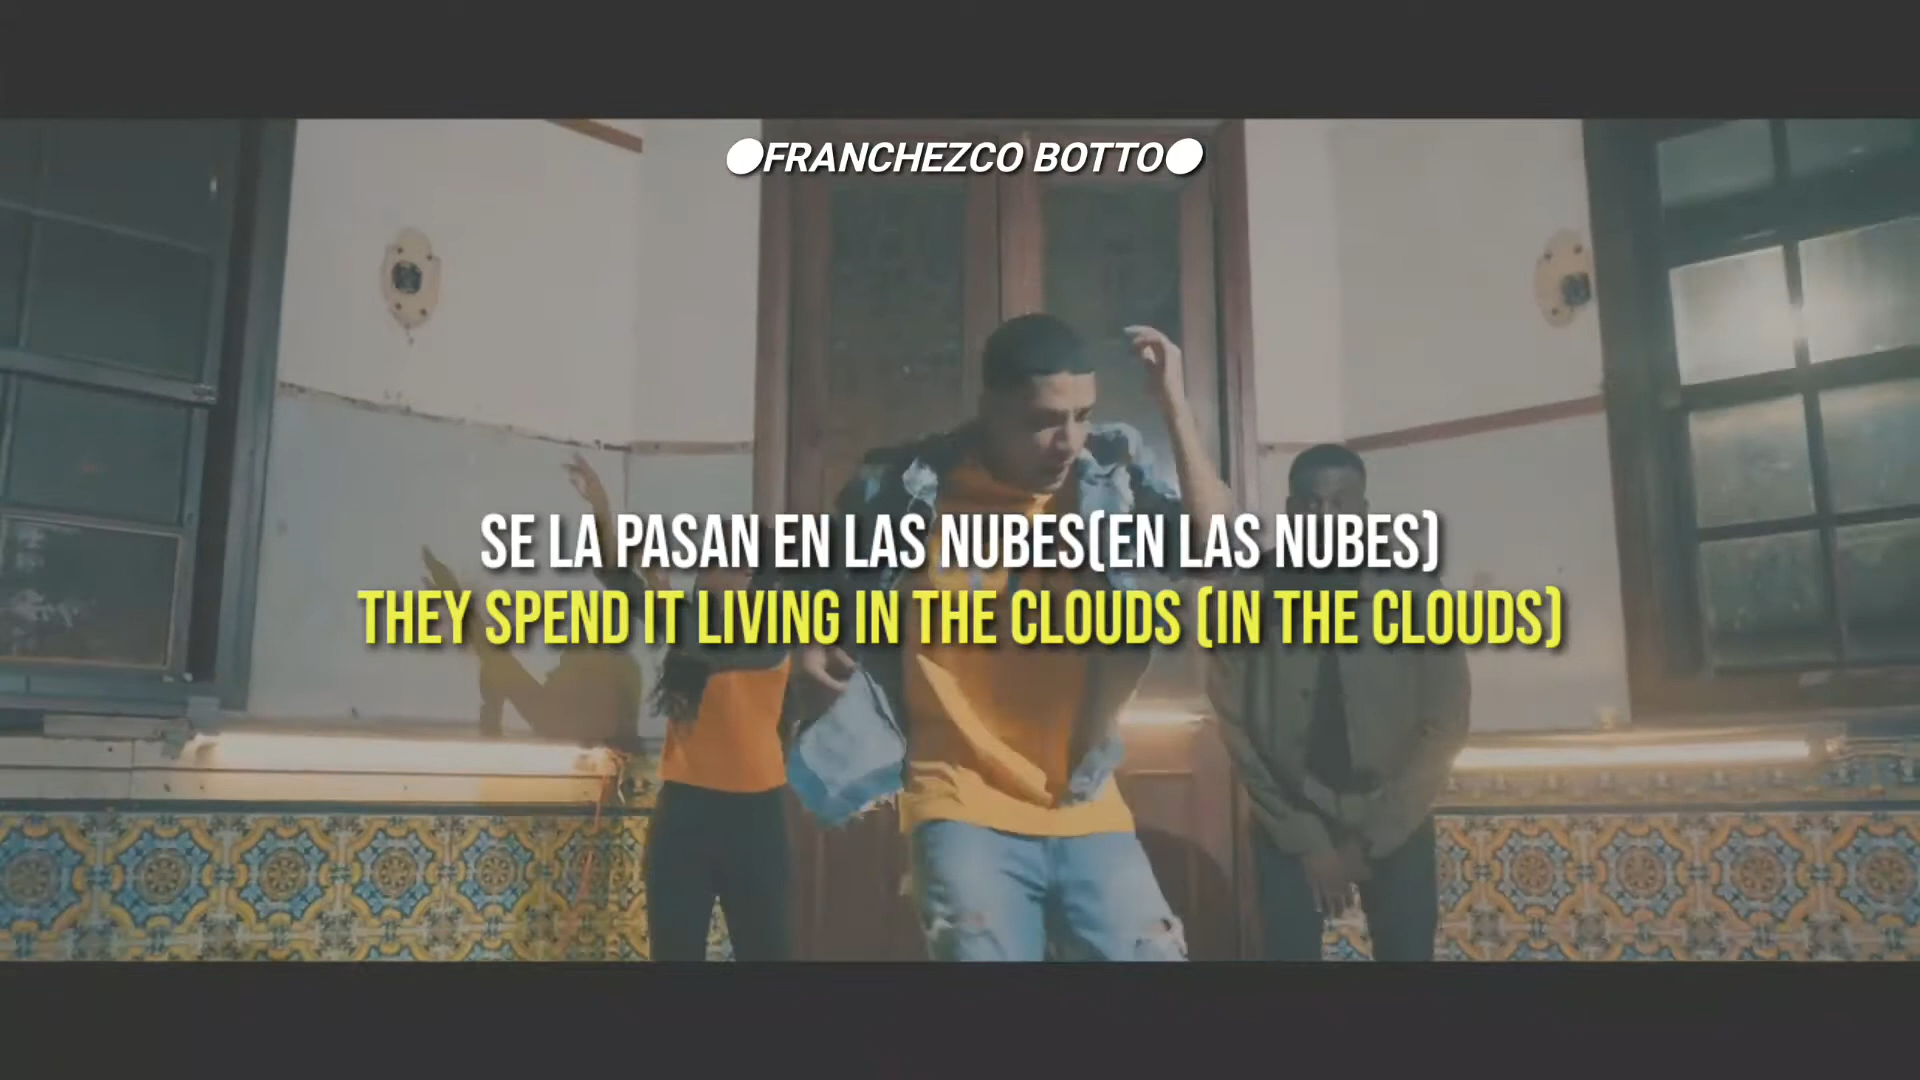 FRANCHEZCO BOTTO
SE LA PASAN EN LAS NUBES(EN LAS NUBES)
THEY SPEND IT LIVING IN THE CLOUDS (IN THE CLOUDS)